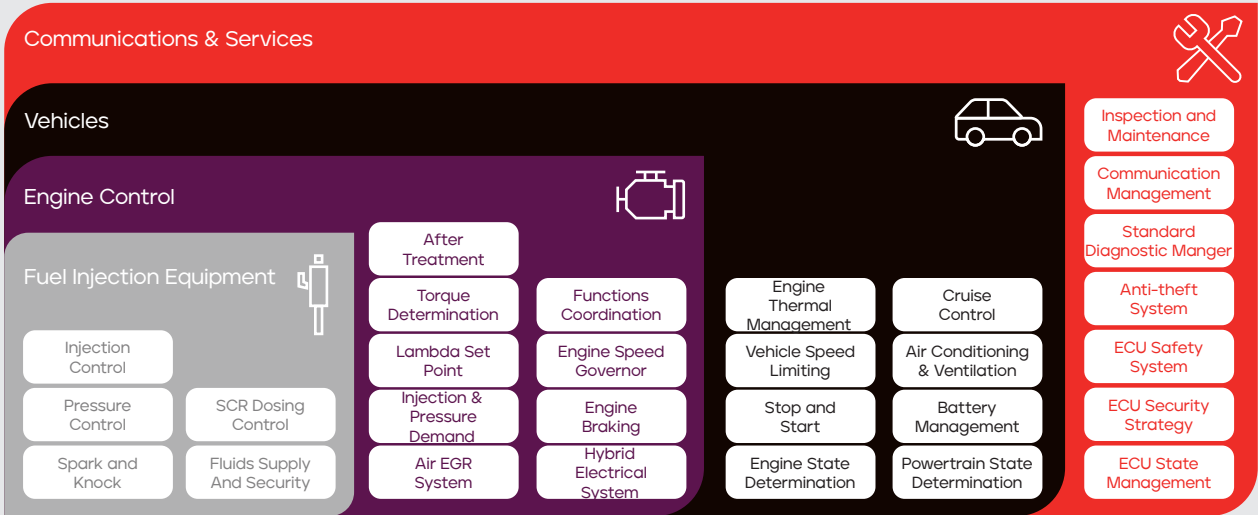 Communications & Services
Vehicles
Engine Control
Fuel Injection Equipment
Injection
Control
Pressure
Control
SCR Dosing
Control
Spark and
Knock
Fluids Supply
And Security
After
Treatment
Torque
Determination
Functions
Coordination
Lambda Set
Point
Engine Speed
Governor
Injection &
Pressure
Demand
Engine
Braking
Air EGR
System
Hybrid
Electrical
System
Engine
Thermal
Management
Cruise
Control
Vehicle Speed
Limiting
Air Conditioning
& Ventilation
Stop and
Start
Battery
Management
Engine State
Determination
Powertrain State
Determination
Inspection and
Maintenance
Communication
Management
Standard
Diagnostic Manger
Anti-theft
System
ECU Safety
System
ECU Security
Strategy
ECU State
Management